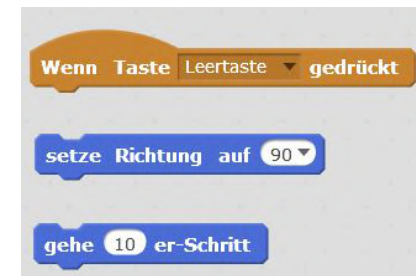 Wenn Taste Leertaste gedrückt
setze Richtung auf 90
gehe 10 er-Schritt